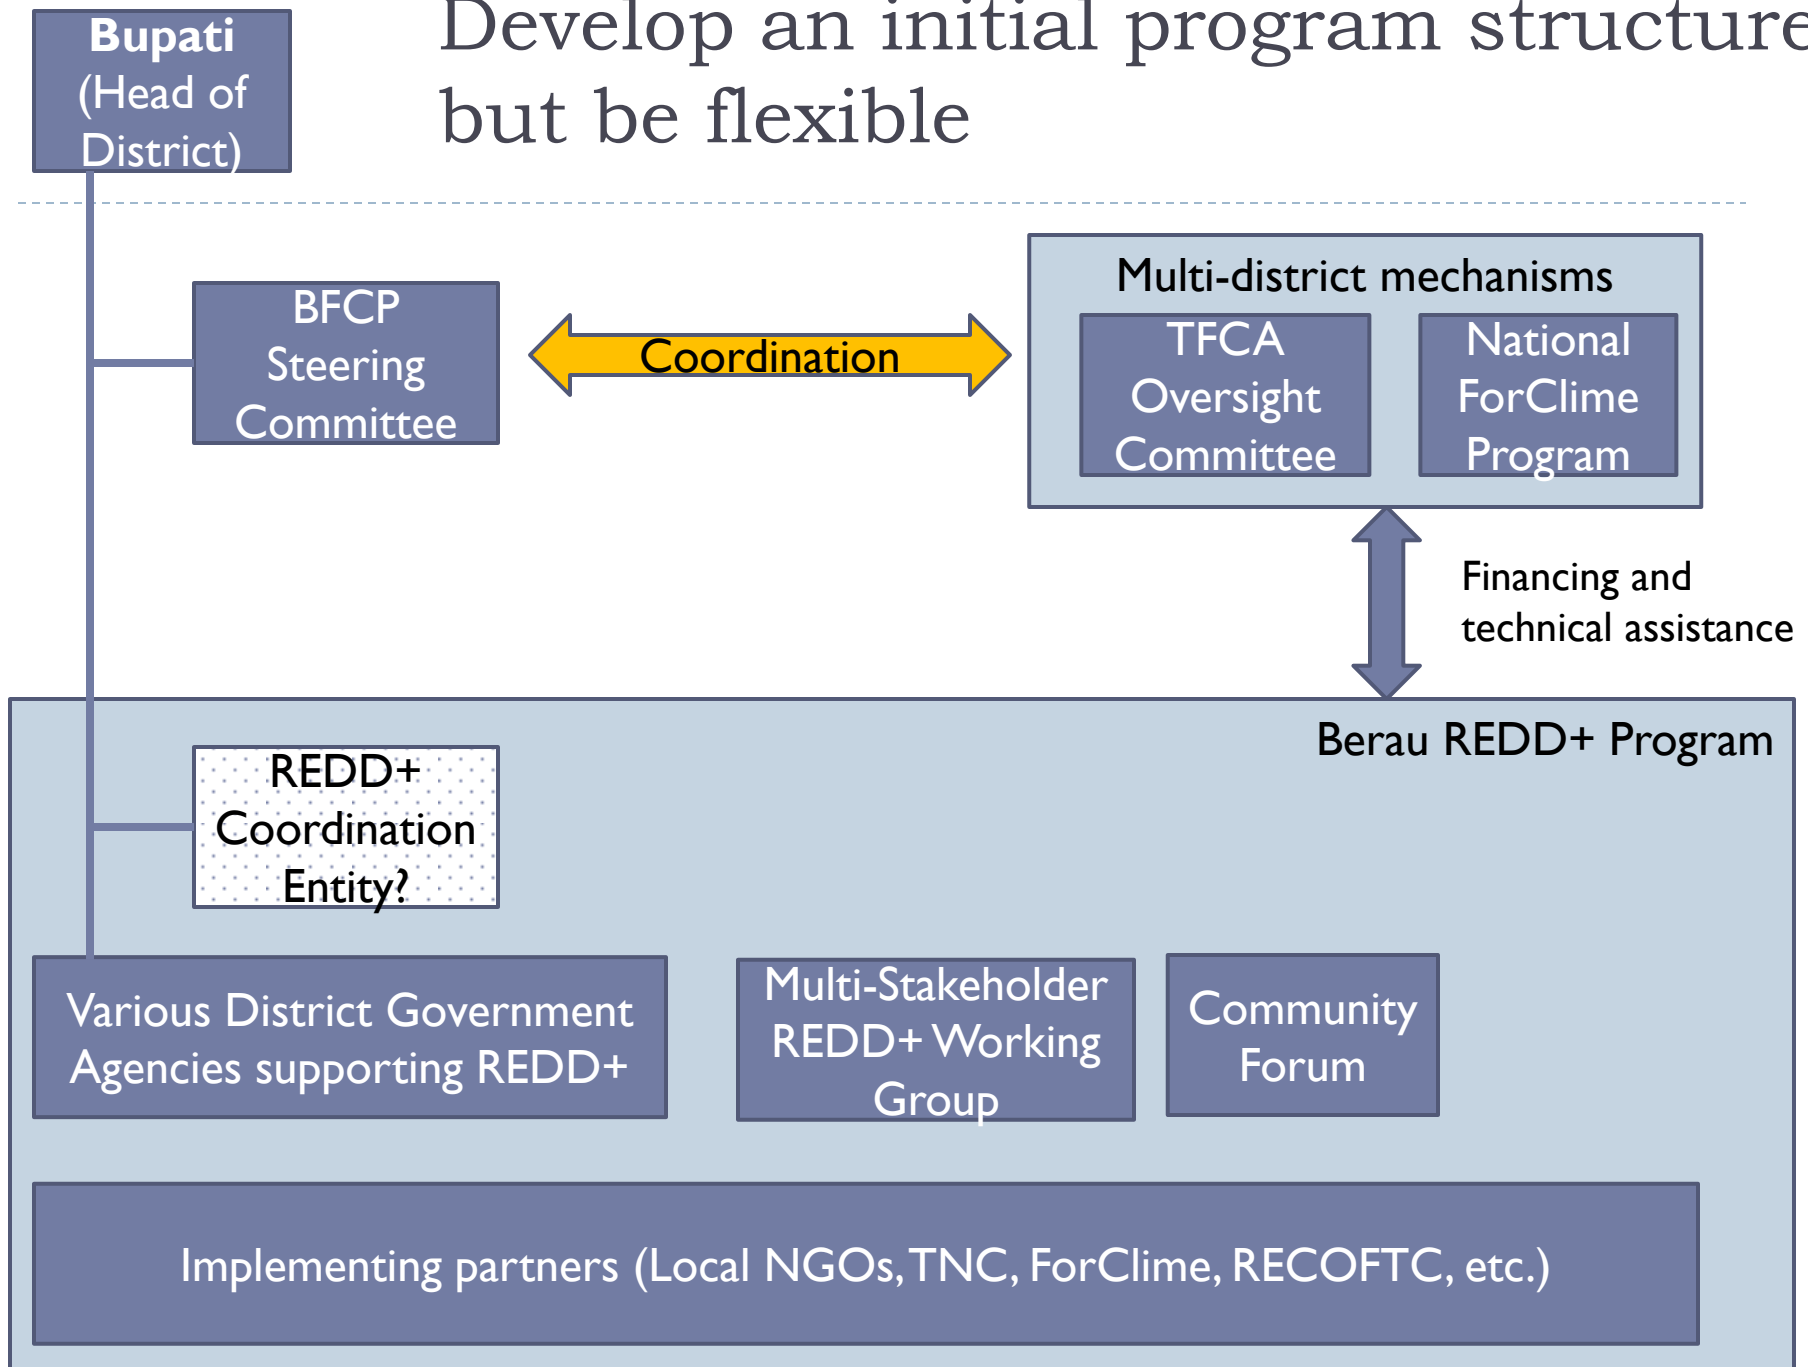 Develop an initial program structure
but be flexible
Bupati
(Head of
District)
BFCP
Steering
Committee
Coordination
Multi-district mechanisms
TFCA
Oversight
Committee
National
ForClime
Program
Financing and
technical assistance
Berau REDD+ Program
REDD+
Coordination
Entity?
Various District Government
Agencies supporting REDD+
Multi-Stakeholder
REDD+ Working
Group
Community
Forum
Implementing partners (Local NGOs, TNC, ForClime, RECOFTC, etc.)